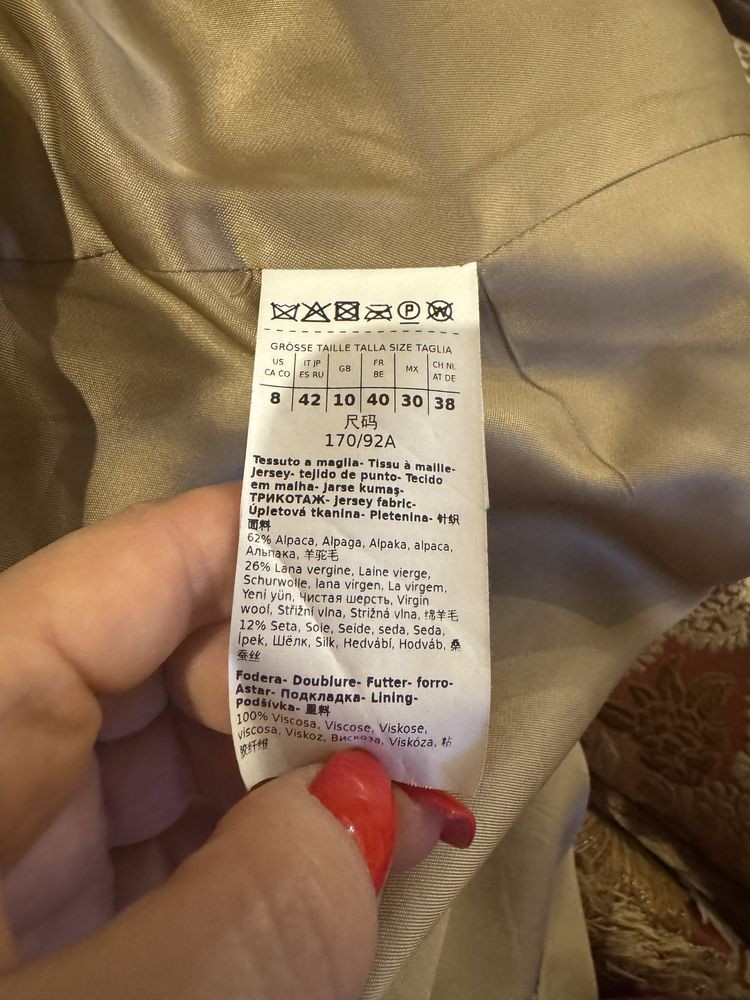 P W
GRÖSSE TAILLE TALLA SIZE TAGLIA
US CA CO IT JP ES RU GB FR BE MX CH NL AT DE
8 42 10 40 30 38
尺码
170/92A
Tessuto a maglia- Tissu à maille-
Jersey- tejido de punto- Tecido
em malha- Jarse kumaş-
ТРИКОТАЖ- Jersey fabric-
Úpletová tkanina- Pletenina- 针织
面料
62% Alpaca, Alpaga, Alpaka, alpaca,
Альпака, 羊驼毛
26% Lana vergine, Laine vierge,
Schurwolle, lana virgen, La virgem,
Yeni yün, Чистая шерсть, Virgin
wool, Střižní vlna, Strižná vlna, 绵羊毛
12% Seta, Soie, Seide, seda, Seda,
İpek, Шёлк, Silk, Hedvábí, Hodváb, 桑
蚕丝
Fodera- Doublure- Futter- forro-
Astar- Подкладка- Lining-
Podšívka- 里料
100% Viscosa, Viscose, Viskose,
viscosa, Viskoz, Вискоза, Viskóza, 粘
胶纤维